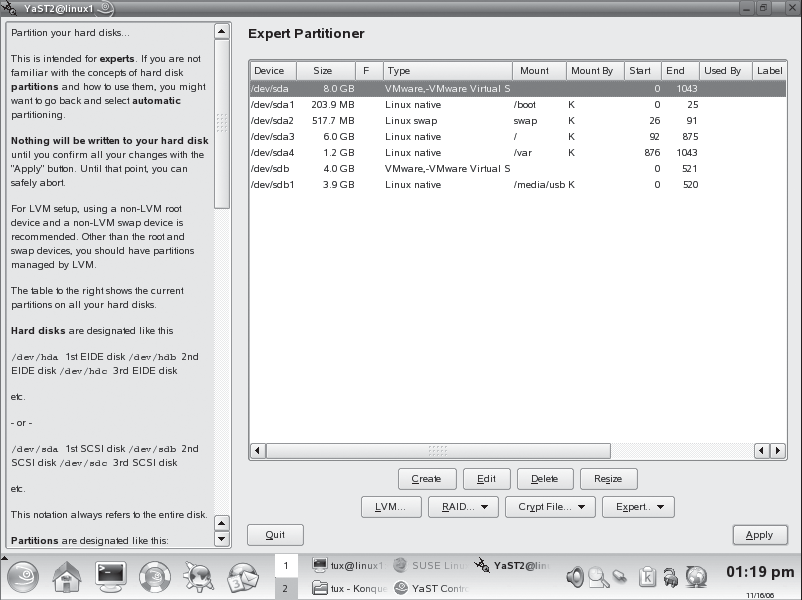 YaST2@linux1
Partition your hard disks...
This is intended for experts. If you are
not familiar with the concepts of hard disk
partitions and how to use them, you might
want to go back and select automatic
partitioning.
Nothing will be written to your hard disk
until you confirm all your changes with the
"Apply" button. Until that point, you can
safely abort.
For LVM setup, using a non-LVM root
device and a non-LVM swap device is
recommended. Other than the root and
swap devices, you should have partitions
managed by LVM.
The table to the right shows the current
partitions on all your hard disks.
Hard disks are designated like this
/dev/hda 1st EIDE disk /dev/hdb 2nd
EIDE disk /dev/hdc 3rd EIDE disk
etc.
- or -
/dev/sda 1st SCSI disk /dev/sdb 2nd
SCSI disk /dev/sdc 3rd SCSI disk
etc.
This notation always refers to the entire disk.
Partitions are designated like this:
Expert Partitioner
Device Size F Type Mount Mount By Start End Used By Label
/dev/sda 8.0 GB VMware,-VMware Virtual S 0 1043
/dev/sda1 203.9 MB Linux native /boot K 0 25
/dev/sda2 517.7 MB Linux swap swap K 26 91
/dev/sda3 6.0 GB Linux native / K 92 875
/dev/sda4 1.2 GB Linux native /var K 876 1043
/dev/sdb 4.0 GB VMware,-VMware Virtual S 0 521
/dev/sdb1 3.9 GB Linux native /media/usb K 0 520
Create Edit Delete Resize
LVM... RAID... Crypt File... Expert..
Quit Apply
1 tux@linux1 SUSE Linu YaST2@lin
2 tux - Konque YaST Contr
01:19 pm
11/16/06